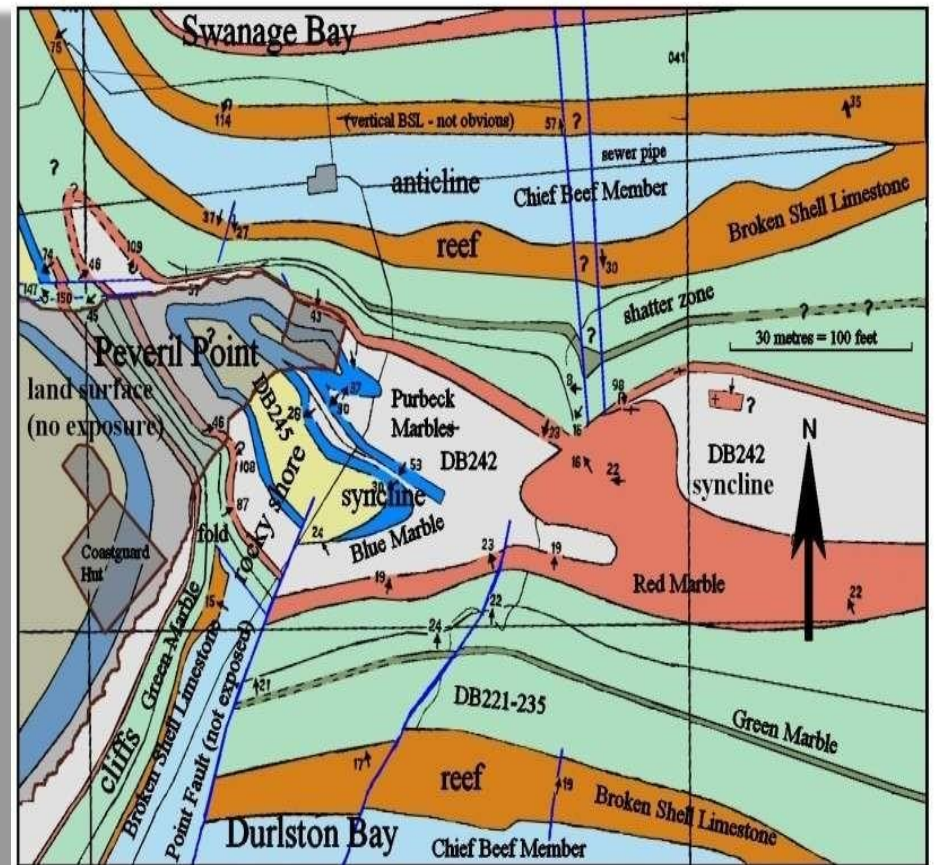 Swanage Bay
75
041
114
(vertical BSL - not obvious)
57
?
35
sewer pipe
?
?
anticline
Chief Beef Member
Broken Shell Limestone
37
27
109
reef
?
30
74
46
147
150
45
37
shatter zone
?
?
43
?
30 metres = 100 feet
?
Peveril Point
land surface
(no exposure)
8
98
37
30
28
DB245
Purbeck
Marbles
16
23
?
N
46
108
DB242
16
22
DB242
syncline
53
30
87
rocky shore
syncline
fold
24
Blue Marble
23
19
Coastguard
Hut
19
Red Marble
22
15
22
24
cliffs
Green Marble
Broken Shell Limestone
Point Fault (not exposed)
21
DB221-235
Green Marble
17
reef
19
Broken Shell Limestone
Durlston Bay
Chief Beef Member